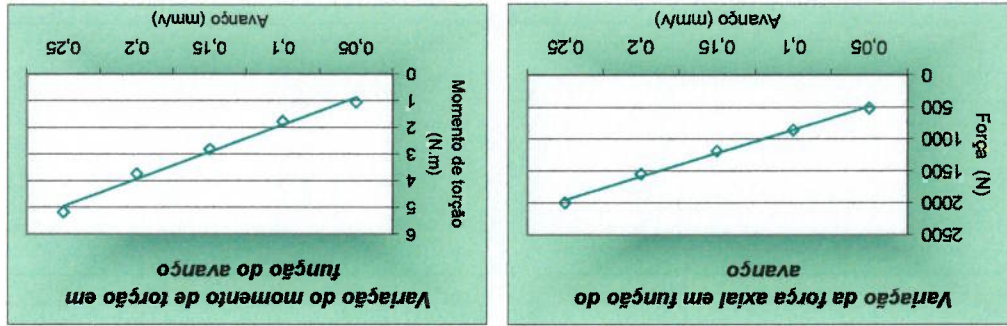 Variação da força axial em função do
avanço
Força (N)
2500
2000
1500
1000
500
0
0,05 0,1 0,15 0,2 0,25
Avanço (mm/v)
Variação do momento de torção em
função do avanço
Momento de torção
(N.m)
6
5
4
3
2
1
0
0,05 0,1 0,15 0,2 0,25
Avanço (mm/v)